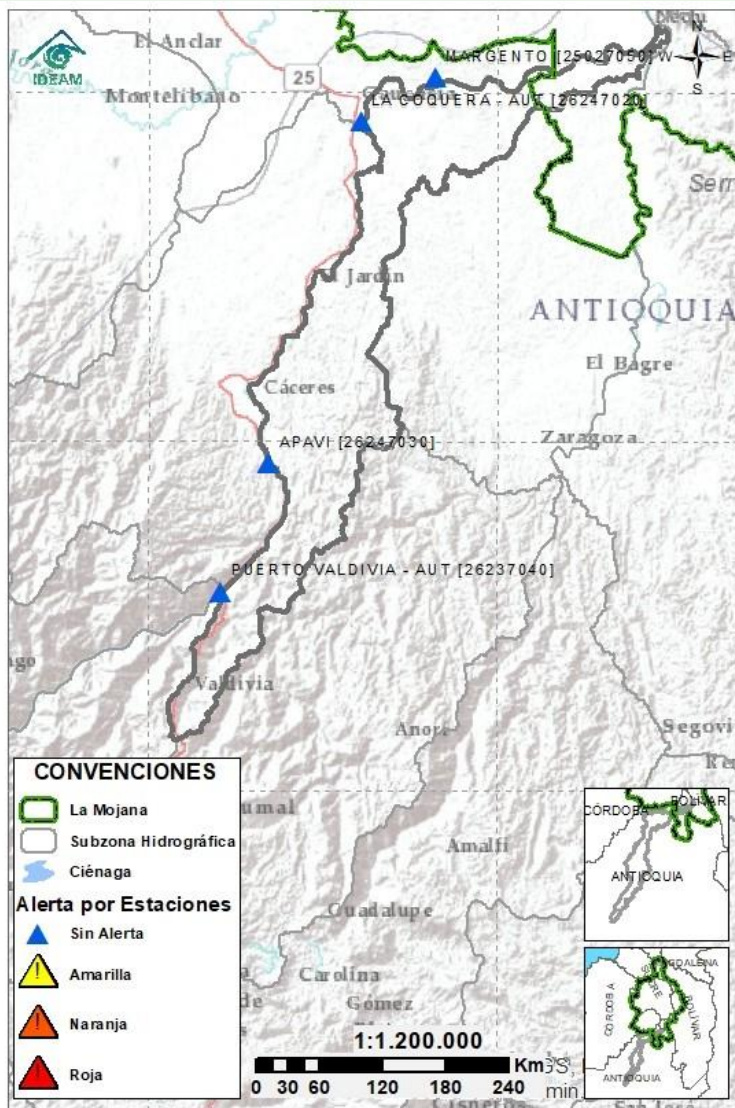 El Anclar
IDEAM
25
MARGENTO [25027050]
N
W
E
S
Montelibano
LA COQUERA - AUT [26247020]
El Jardín
ANTIOQUIA
El Bagre
Cáceres
Zaragoza
APAVI [26247030]
PUERTO VALDIVIA - AUT [26237040]
Valdivia
Anorí
Segovi
Amalfi
Guadalupe
Carolina
Gómez
CONVENCIONES
La Mojana
Subzona Hidrográfica
Ciénaga
Alerta por Estaciones
Sin Alerta
Amarilla
Naranja
Roja
1:1.200.000
Km
0 30 60 120 180 240
CÓRDOBA
BOLÍVAR
ANTIOQUIA
CÓRDOBA
SUCRE
BOLÍVAR
ANTIOQUIA